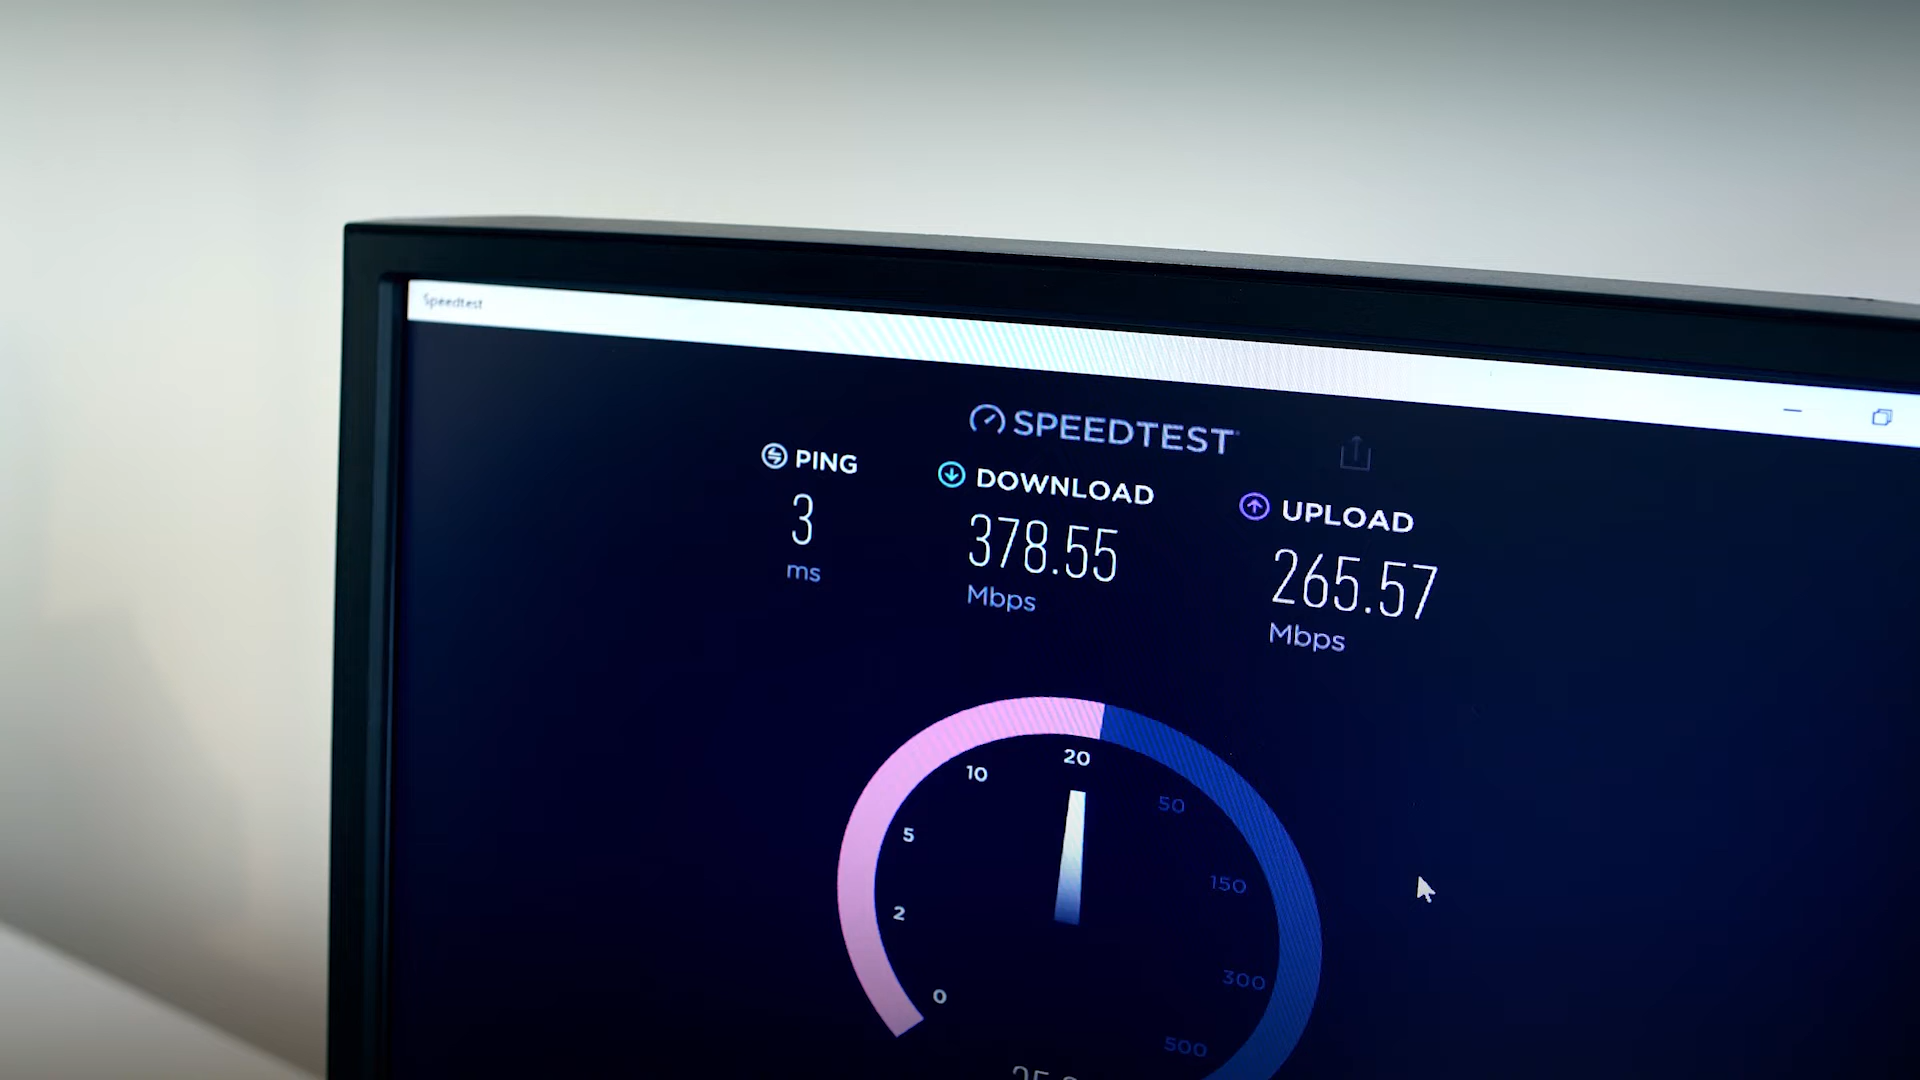 Speedtest
SPEEDTEST
PING
3
ms
DOWNLOAD
378.55
Mbps
UPLOAD
265.57
Mbps
0
2
5
10
20
50
150
300
500